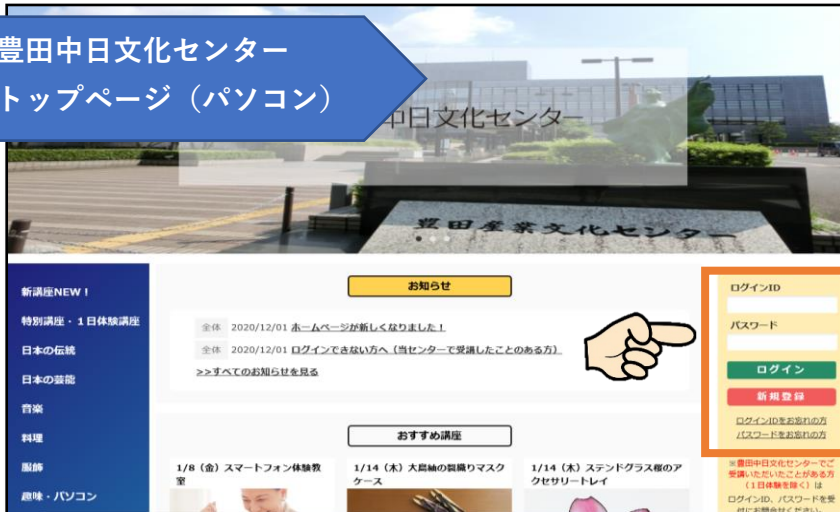 豊田中日文化センター
トップページ（パソコン）
中日文化センター
豊田産業文化センター
新講座NEW！
特別講座・１日体験講座
日本の伝統
日本の芸能
音楽
料理
服飾
趣味・パソコン
お知らせ
全体 2020/12/01 ホームページが新しくなりました！
全体 2020/12/01 ログインできない方へ（当センターで受講したことのある方）
>>すべてのお知らせを見る
おすすめ講座
1/8（金）スマートフォン体験教
室
1/14（木）大島紬の髪織りマスク
ケース
1/14（木）ステンドグラス榎のア
クセサリートレイ
ログインID
パスワード
ログイン
新規登録
ログインIDをお忘れの方
パスワードをお忘れの方
※豊田中日文化センターでご
受講いただいたことがある方
（１日体験を除く）は
ログインID、パスワードを受
付にお問合せください。